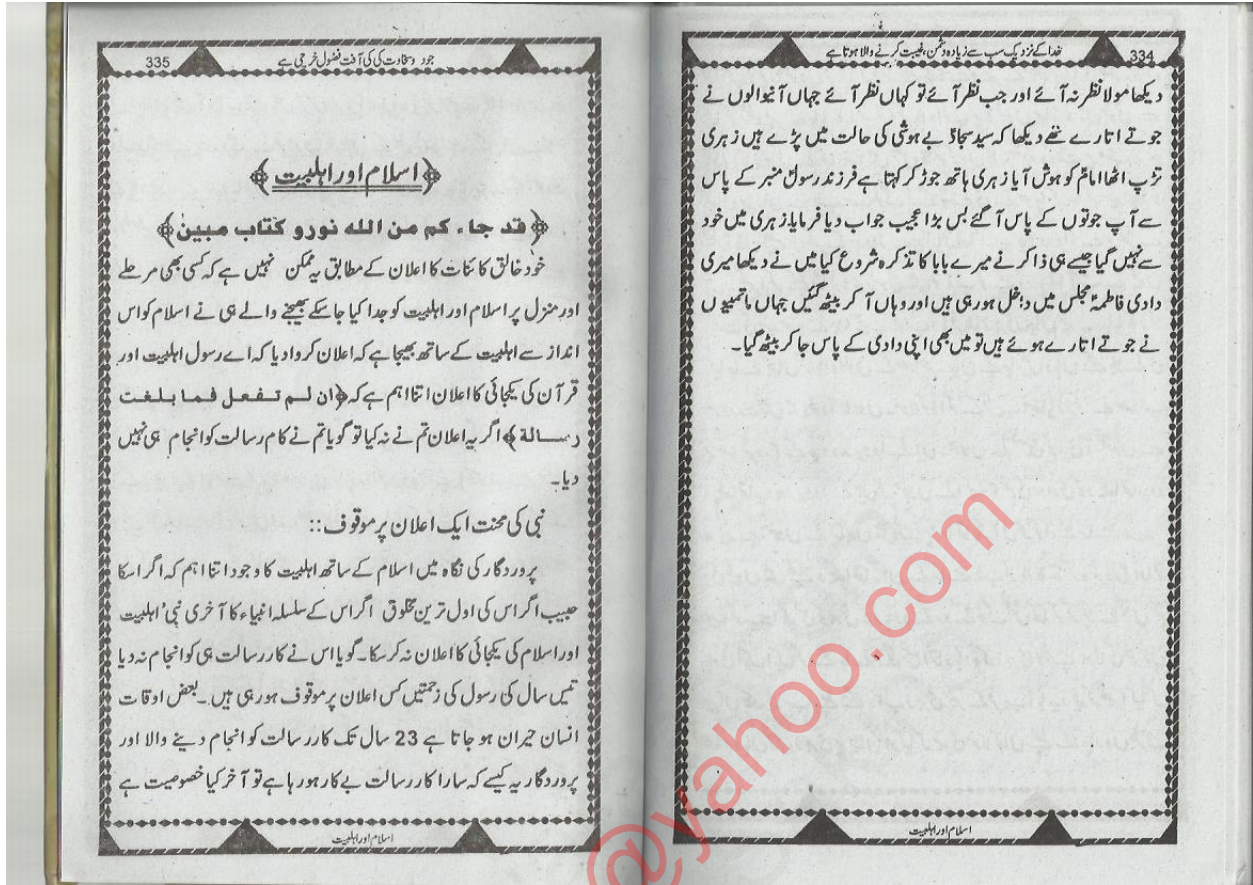 334
خدا کے نزدیک سب سے زیادہ دشمن، غیبت کرنے والا ہوتا ہے
دیکھا مولا نظر نہ آئے اور جب نظر آئے تو کہاں نظر آئے جہاں آنیوالوں نے
جوتے اتارے تھے دیکھا کہ سید سجادؑ بے ہوشی کی حالت میں پڑے ہیں زہری
تڑپ اٹھا امامؑ کو ہوش آیا زہری ہاتھ جوڑ کر کہتا ہے فرزند رسولؐ منبر کے پاس
سے آپ جوتوں کے پاس آ گئے بس بڑا عجیب جواب دیا فرمایا زہری میں خود
سے نہیں گیا جیسے ہی ذاکر نے میرے بابا کا تذکرہ شروع کیا میں نے دیکھا میری
دادی فاطمہؑ مجلس میں داخل ہو رہی ہیں اور وہاں آ کر بیٹھ گئیں جہاں ماتمیوں
نے جوتے اتارے ہوئے ہیں تو میں بھی اپنی دادی کے پاس جا کر بیٹھ گیا۔
اسلام اور اہلبیت
جود و سخاوت کی کی آفت فضول خرچی ہے
335
﴿اسلام اور اہلبیت﴾
﴿قد جاء کم من الله نورو کتاب مبین﴾
خود خالق کائنات کا اعلان کے مطابق یہ ممکن نہیں ہے کہ کسی بھی مرحلے
اور منزل پر اسلام اور اہلبیت کو جدا کیا جا سکے بھیجنے والے ہی نے اسلام کو اس
انداز سے اہلبیت کے ساتھ بھیجا ہے کہ اعلان کروا دیا کہ اے رسول اہلبیت اور
قرآن کی یکجائی کا اعلان اتنا اہم ہے کہ ﴿ان لم تفعل فما بلغت
رسالة﴾ اگر یہ اعلان تم نے نہ کیا تو گویا تم نے کام رسالت کو انجام ہی نہیں
دیا۔
نبی کی محنت ایک اعلان پر موقوف::
پروردگار کی نگاہ میں اسلام کے ساتھ اہلبیت کا وجود اتنا اہم کہ اگر اسکا
حبیب اگر اس کی اول ترین مخلوق اگر اس کے سلسلہ انبیاء کا آخری نبیؐ اہلبیت
اور اسلام کی یکجائی کا اعلان نہ کر سکا۔ گویا اس نے کار رسالت ہی کو انجام نہ دیا
تیس سال کی رسول کی زحمتیں کس اعلان پر موقوف ہو رہی ہیں۔ بعض اوقات
انسان حیران ہو جاتا ہے 23 سال تک کار رسالت کو انجام دینے والا اور
پروردگار یہ کہے کہ سارا کار رسالت بے کار ہو رہا ہے تو آخر کیا خصوصیت ہے
اسلام اور اہلبیت
@yahoo.com